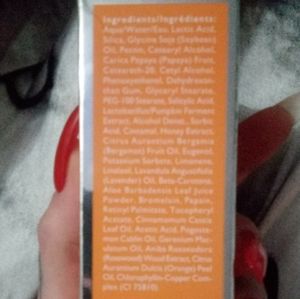 Ingredients/Ingrédients:
Aqua/Water/Eau, Lactic Acid,
Silica, Glycine Soja (Soybean)
Oil, Pectin, Cetearyl Alcohol,
Carica Papaya (Papaya) Fruit,
Ceteareth-20, Cetyl Alcohol,
Phenoxyethanol, Dehydroxan-
than Gum, Glyceryl Stearate,
PEG-100 Stearate, Salicylic Acid,
Lactobacillus/Pumpkin Ferment
Extract, Alcohol Denat., Sorbic
Acid, Cinnamal, Honey Extract,
Citrus Aurantium Bergamia
(Bergamot) Fruit Oil, Eugenol,
Potassium Sorbate, Limonene,
Linalool, Lavandula Angustifolia
(Lavender) Oil, Beta-Carotene,
Aloe Barbadensis Leaf Juice
Powder, Bromelain, Papain,
Retinyl Palmitate, Tocopheryl
Acetate, Cinnamomum Cassia
Leaf Oil, Acetic Acid, Pogoste-
mon Cablin Oil, Geranium Mac-
ulatum Oil, Aniba Rosaeodora
(Rosewood) Wood Extract, Citrus
Aurantium Dulcis (Orange) Peel
Oil, Chlorophyllin-Copper Com-
plex (CI 75810).